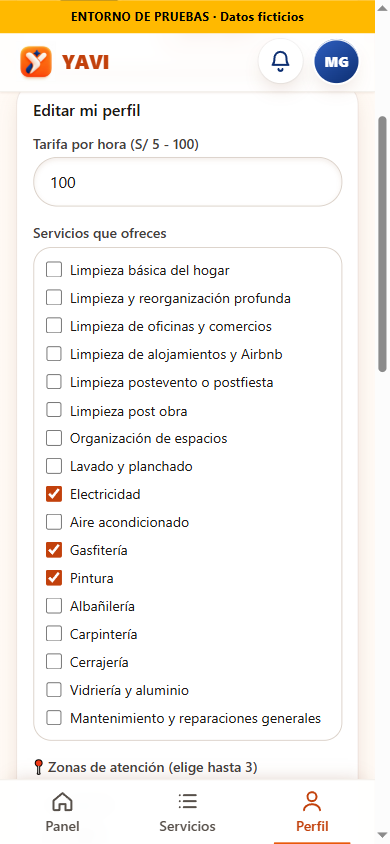 ENTORNO DE PRUEBAS · Datos ficticios
YAVI
MG
Editar mi perfil
Tarifa por hora (S/ 5 - 100)
100
Servicios que ofreces
Limpieza básica del hogar
Limpieza y reorganización profunda
Limpieza de oficinas y comercios
Limpieza de alojamientos y Airbnb
Limpieza postevento o postfiesta
Limpieza post obra
Organización de espacios
Lavado y planchado
Electricidad
Aire acondicionado
Gasfitería
Pintura
Albañilería
Carpintería
Cerrajería
Vidriería y aluminio
Mantenimiento y reparaciones generales
Zonas de atención (elige hasta 3)
Panel
Servicios
Perfil